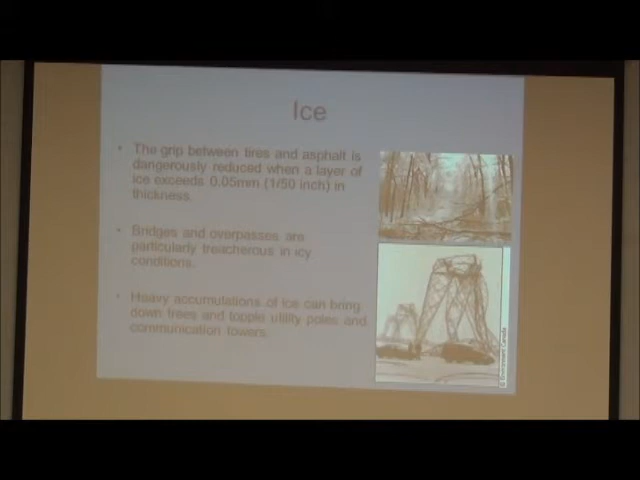 Ice
• The grip between tires and asphalt is
dangerously reduced when a layer of
ice exceeds 0.05mm (1/50 inch) in
thickness.
• Bridges and overpasses are
particularly treacherous in icy
conditions.
• Heavy accumulations of ice can bring
down trees and topple utility poles and
communication towers.